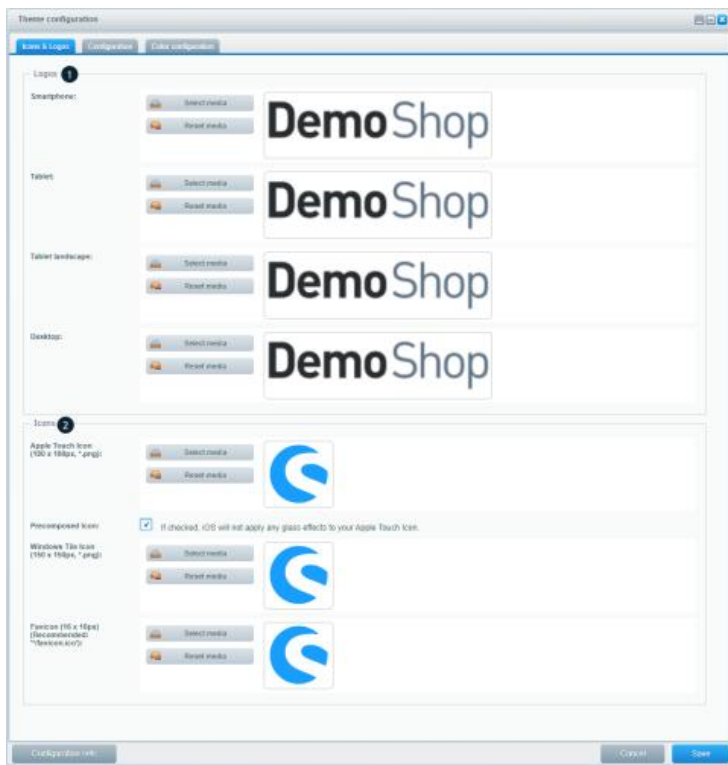 Theme configuration
Icons & Logos
Configuration
Color configuration
Logos 1
Smartphone:
Select media
Reset media
DemoShop
Tablet:
Select media
Reset media
DemoShop
Tablet landscape:
Select media
Reset media
DemoShop
Desktop:
Select media
Reset media
DemoShop
Icons 2
Apple Touch Icon
(180 x 180px, *.png):
Select media
Reset media
Precomposed Icon:
If checked, iOS will not apply any glass effects to your Apple Touch Icon.
Windows Tile Icon
(150 x 150px, *.png):
Select media
Reset media
Favicon (16 x 16px)
(Recommended:
"favicon.ico"):
Select media
Reset media
Configuration
Cancel
Save